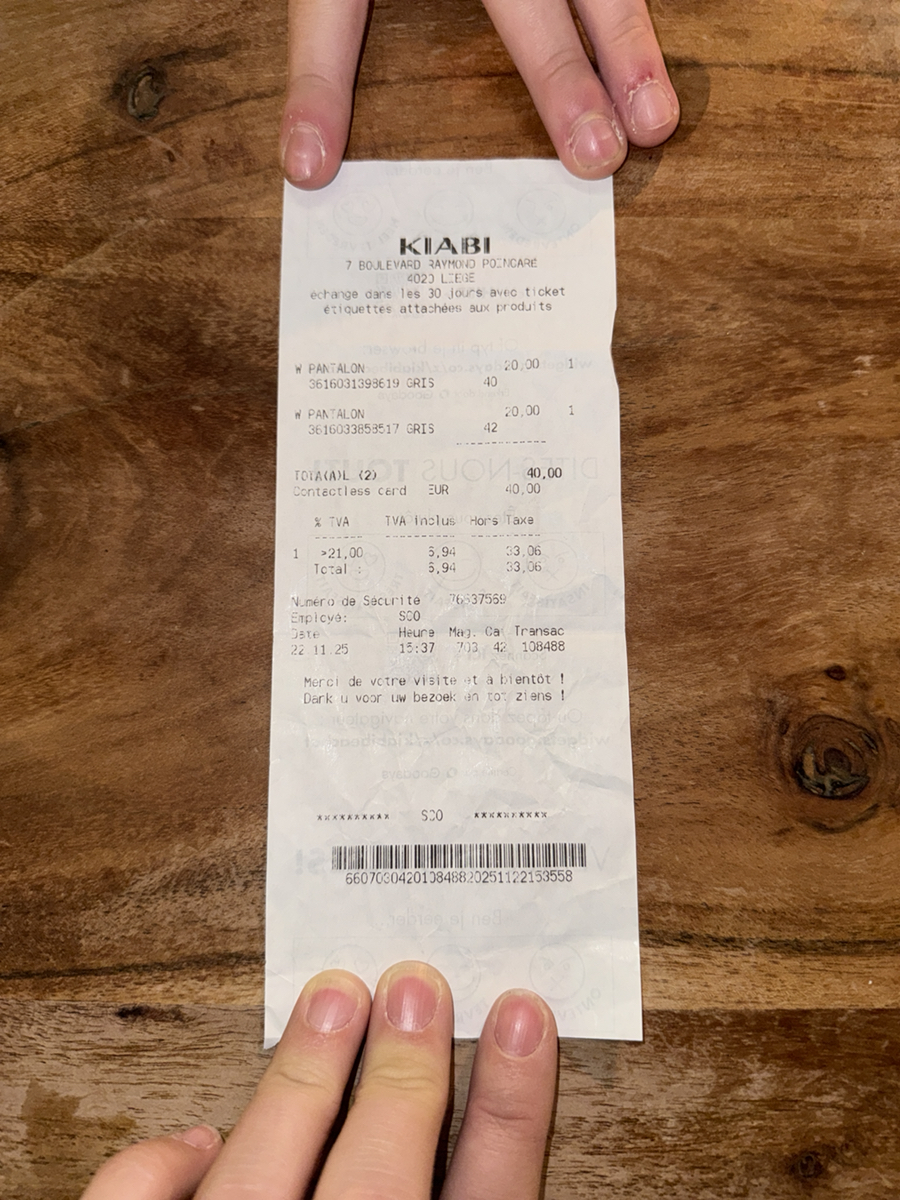 KIABI
7 BOULEVARD RAYMOND POINCARÉ
4020 LIEGE
échange dans les 30 jours avec ticket
étiquettes attachées aux produits
W PANTALON 20,00 1
3616031398619 GRIS 40
W PANTALON 20,00 1
3616033858517 GRIS 42
------------
TOTA(A)L (2) 40,00
Contactless card EUR 40,00
% TVA TVA Inclus Hors Taxe
------- --------- ---------
1 >21,00 6,94 33,06
Total : 6,94 33,06
Numéro de Sécurité 76637569
Employé: SCO
Date Heure Mag. Ca Transac
22 11.25 15:37 703 42 108488
Merci de votre visite et à bientôt !
Dank u voor uw bezoek en tot ziens !
********** SCO **********
660703042010848820251122153558